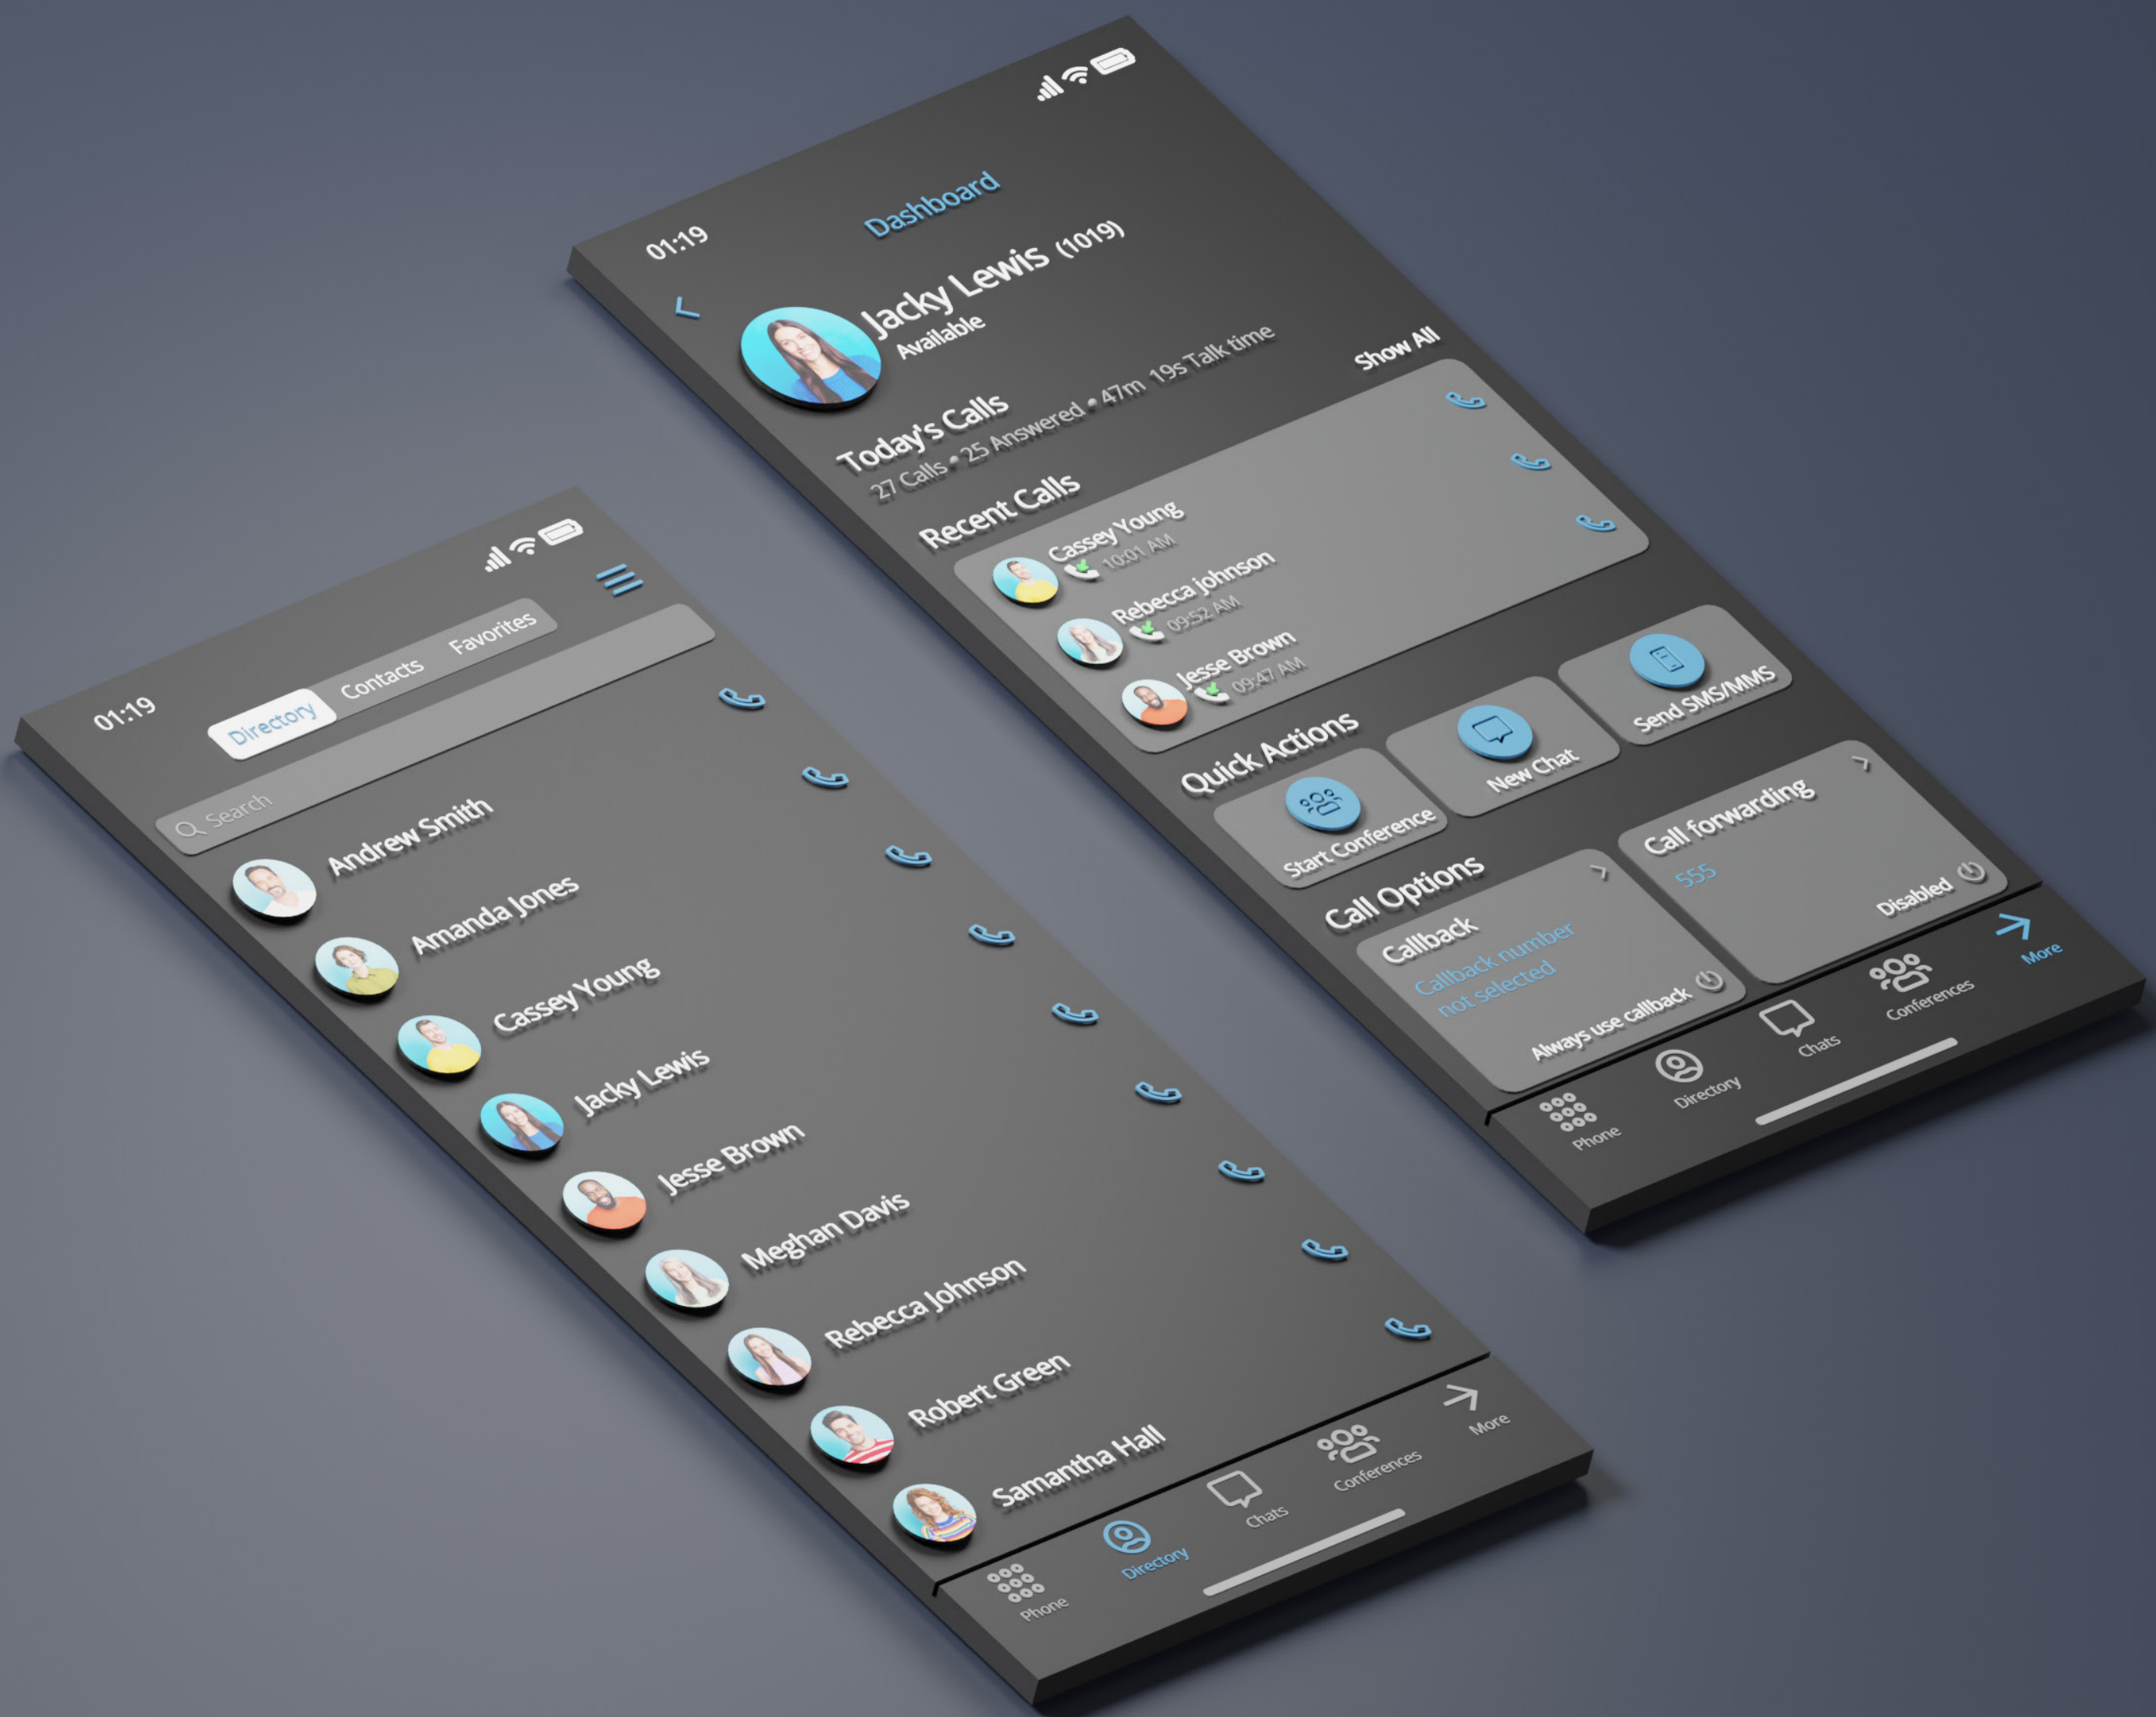 01:19
Directory
Contacts
Favorites
Search
Andrew Smith
Amanda Jones
Cassey Young
Jacky Lewis
Jesse Brown
Meghan Davis
Rebecca Johnson
Robert Green
Samantha Hall
Phone
Directory
Chats
Conferences
More
01:19
Dashboard
Jacky Lewis (1019)
Available
Today's Calls
27 Calls • 25 Answered • 47m 19s Talk time
Recent Calls
Show All
Cassey Young
10:01 AM
Rebecca johnson
09:52 AM
Jesse Brown
09:47 AM
Quick Actions
Start Conference
New Chat
Send SMS/MMS
Call Options
Callback
Callback number
not selected
Always use callback
Call forwarding
555
Disabled
Phone
Directory
Chats
Conferences
More